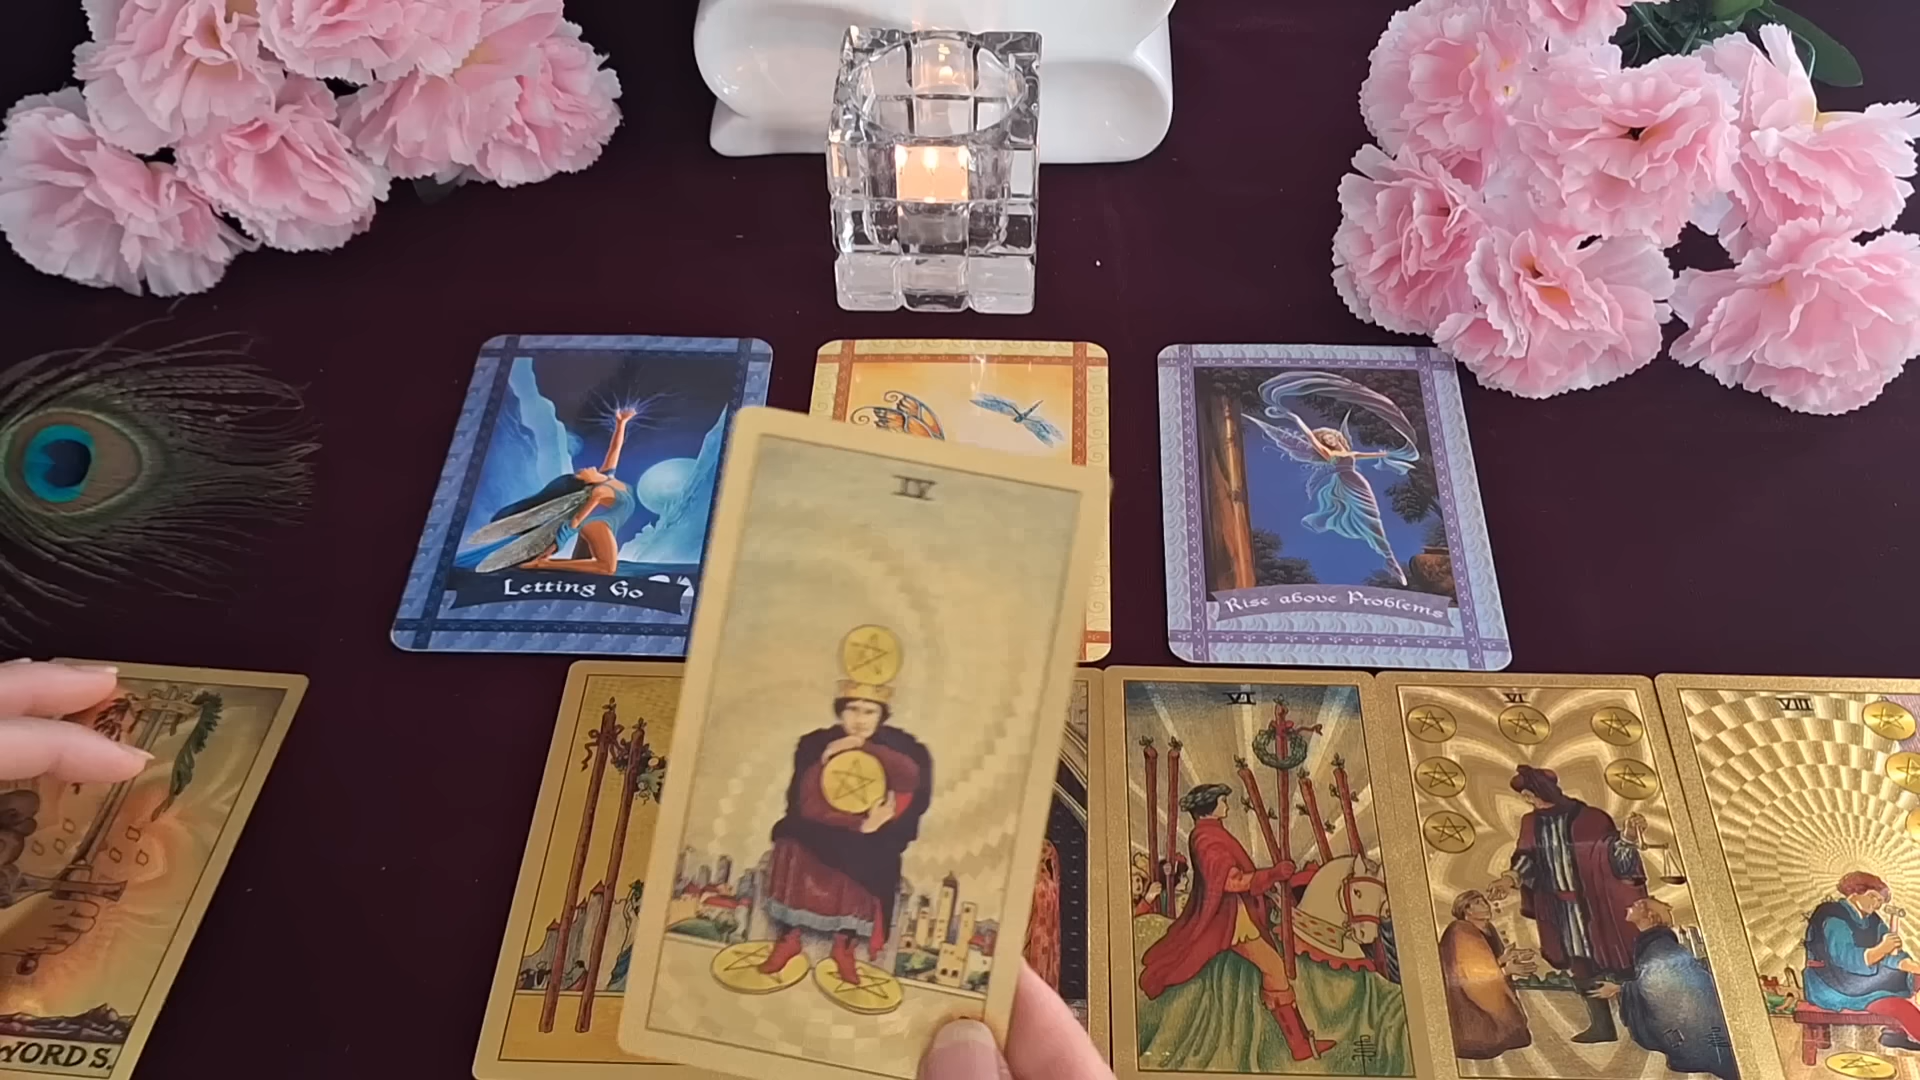 Letting Go
Rise above Problems
IV
VI
VI
VIII
WORDS.